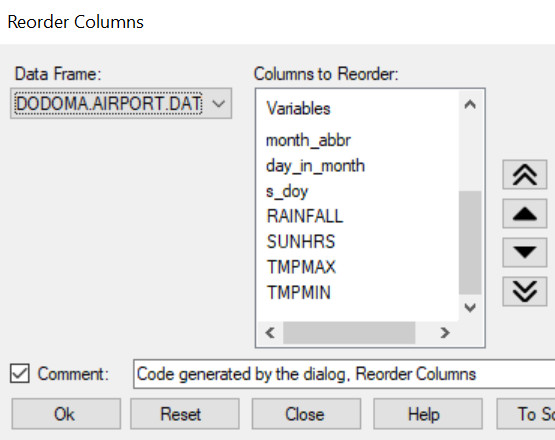 Reorder Columns
Data Frame:
DODOMA.AIRPORT.DAT
Columns to Reorder:
Variables
month_abbr
day_in_month
s_doy
RAINFALL
SUNHRS
TMPMAX
TMPMIN
Comment:
Code generated by the dialog, Reorder Columns
Ok
Reset
Close
Help
To Sc